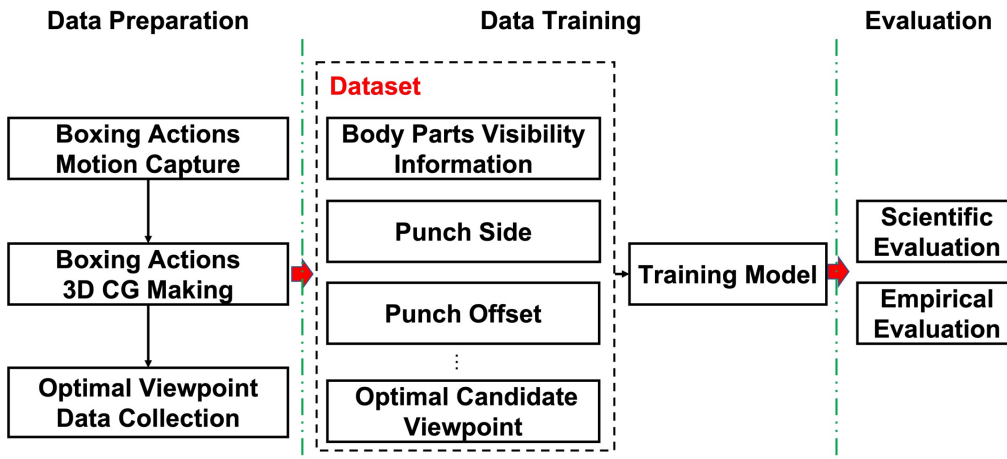 Data Preparation
Data Training
Evaluation
Boxing Actions
Motion Capture
Boxing Actions
3D CG Making
Optimal Viewpoint
Data Collection
Dataset
Body Parts Visibility
Information
Punch Side
Punch Offset
...
Optimal Candidate
Viewpoint
Training Model
Scientific
Evaluation
Empirical
Evaluation